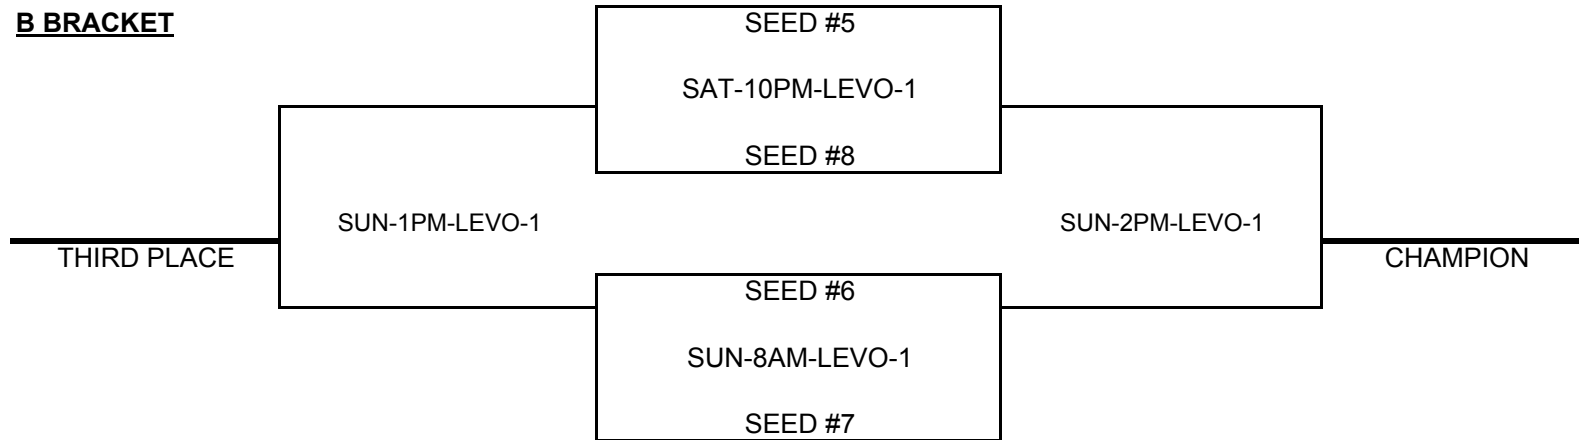 B BRACKET
SEED #5
SAT-10PM-LEVO-1
SEED #8
SUN-1PM-LEVO-1
SUN-2PM-LEVO-1
THIRD PLACE
CHAMPION
SEED #6
SUN-8AM-LEVO-1
SEED #7